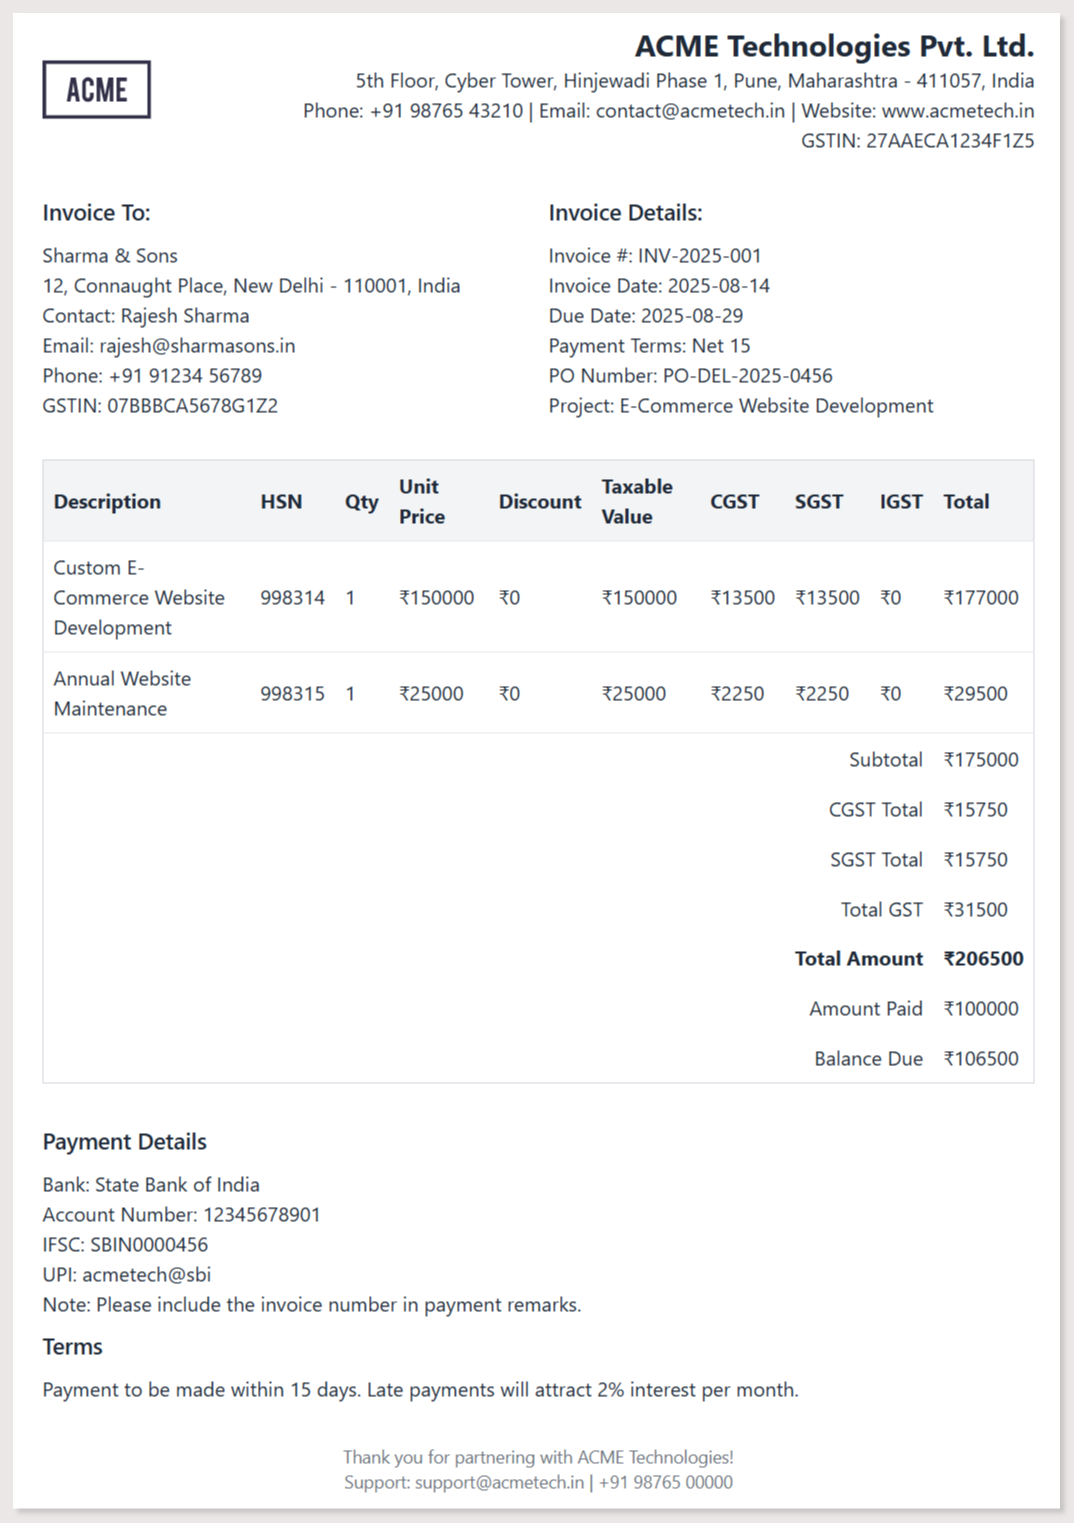 ACME
ACME Technologies Pvt. Ltd.
5th Floor, Cyber Tower, Hinjewadi Phase 1, Pune, Maharashtra - 411057, India
Phone: +91 98765 43210 | Email: contact@acmetech.in | Website: www.acmetech.in
GSTIN: 27AAECA1234F1Z5
Invoice To:
Sharma & Sons
12, Connaught Place, New Delhi - 110001, India
Contact: Rajesh Sharma
Email: rajesh@sharmasons.in
Phone: +91 91234 56789
GSTIN: 07BBBCA5678G1Z2
Invoice Details:
Invoice #: INV-2025-001
Invoice Date: 2025-08-14
Due Date: 2025-08-29
Payment Terms: Net 15
PO Number: PO-DEL-2025-0456
Project: E-Commerce Website Development
Description HSN Qty Unit Price Discount Taxable Value CGST SGST IGST Total
Custom E-
Commerce Website 998314 1 ₹150000 ₹0 ₹150000 ₹13500 ₹13500 ₹0 ₹177000
Development
Annual Website
Maintenance 998315 1 ₹25000 ₹0 ₹25000 ₹2250 ₹2250 ₹0 ₹29500
Subtotal ₹175000
CGST Total ₹15750
SGST Total ₹15750
Total GST ₹31500
Total Amount ₹206500
Amount Paid ₹100000
Balance Due ₹106500
Payment Details
Bank: State Bank of India
Account Number: 12345678901
IFSC: SBIN0000456
UPI: acmetech@sbi
Note: Please include the invoice number in payment remarks.
Terms
Payment to be made within 15 days. Late payments will attract 2% interest per month.
Thank you for partnering with ACME Technologies!
Support: support@acmetech.in | +91 98765 00000